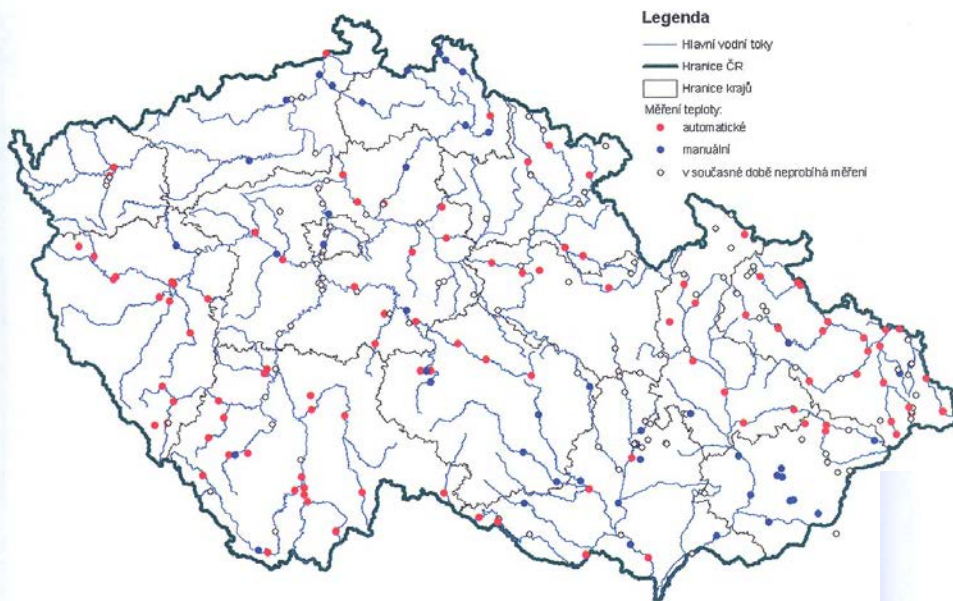 Legenda
Hlavní vodní toky
Hranice ČR
Hranice krajů
Měření teploty:
automatické
manuální
v současné době neprobíhá měření